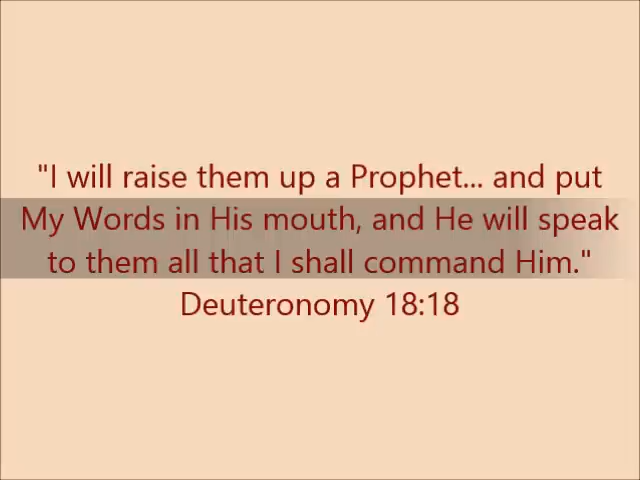 "I will raise them up a Prophet... and put
My Words in His mouth, and He will speak
to them all that I shall command Him."
Deuteronomy 18:18